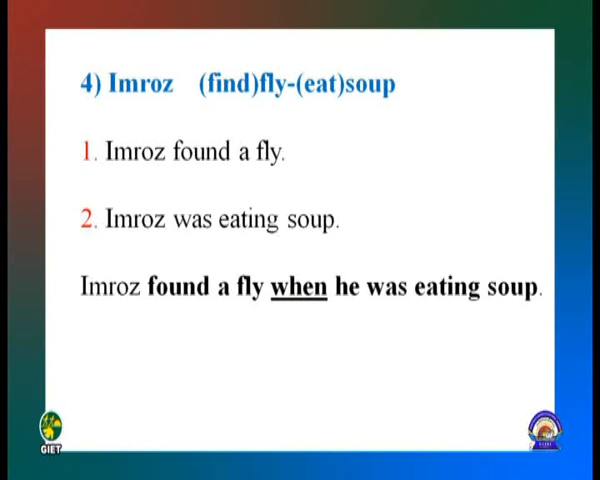 4) Imroz (find)fly-(eat)soup
1. Imroz found a fly.
2. Imroz was eating soup.
Imroz found a fly when he was eating soup.
GIET